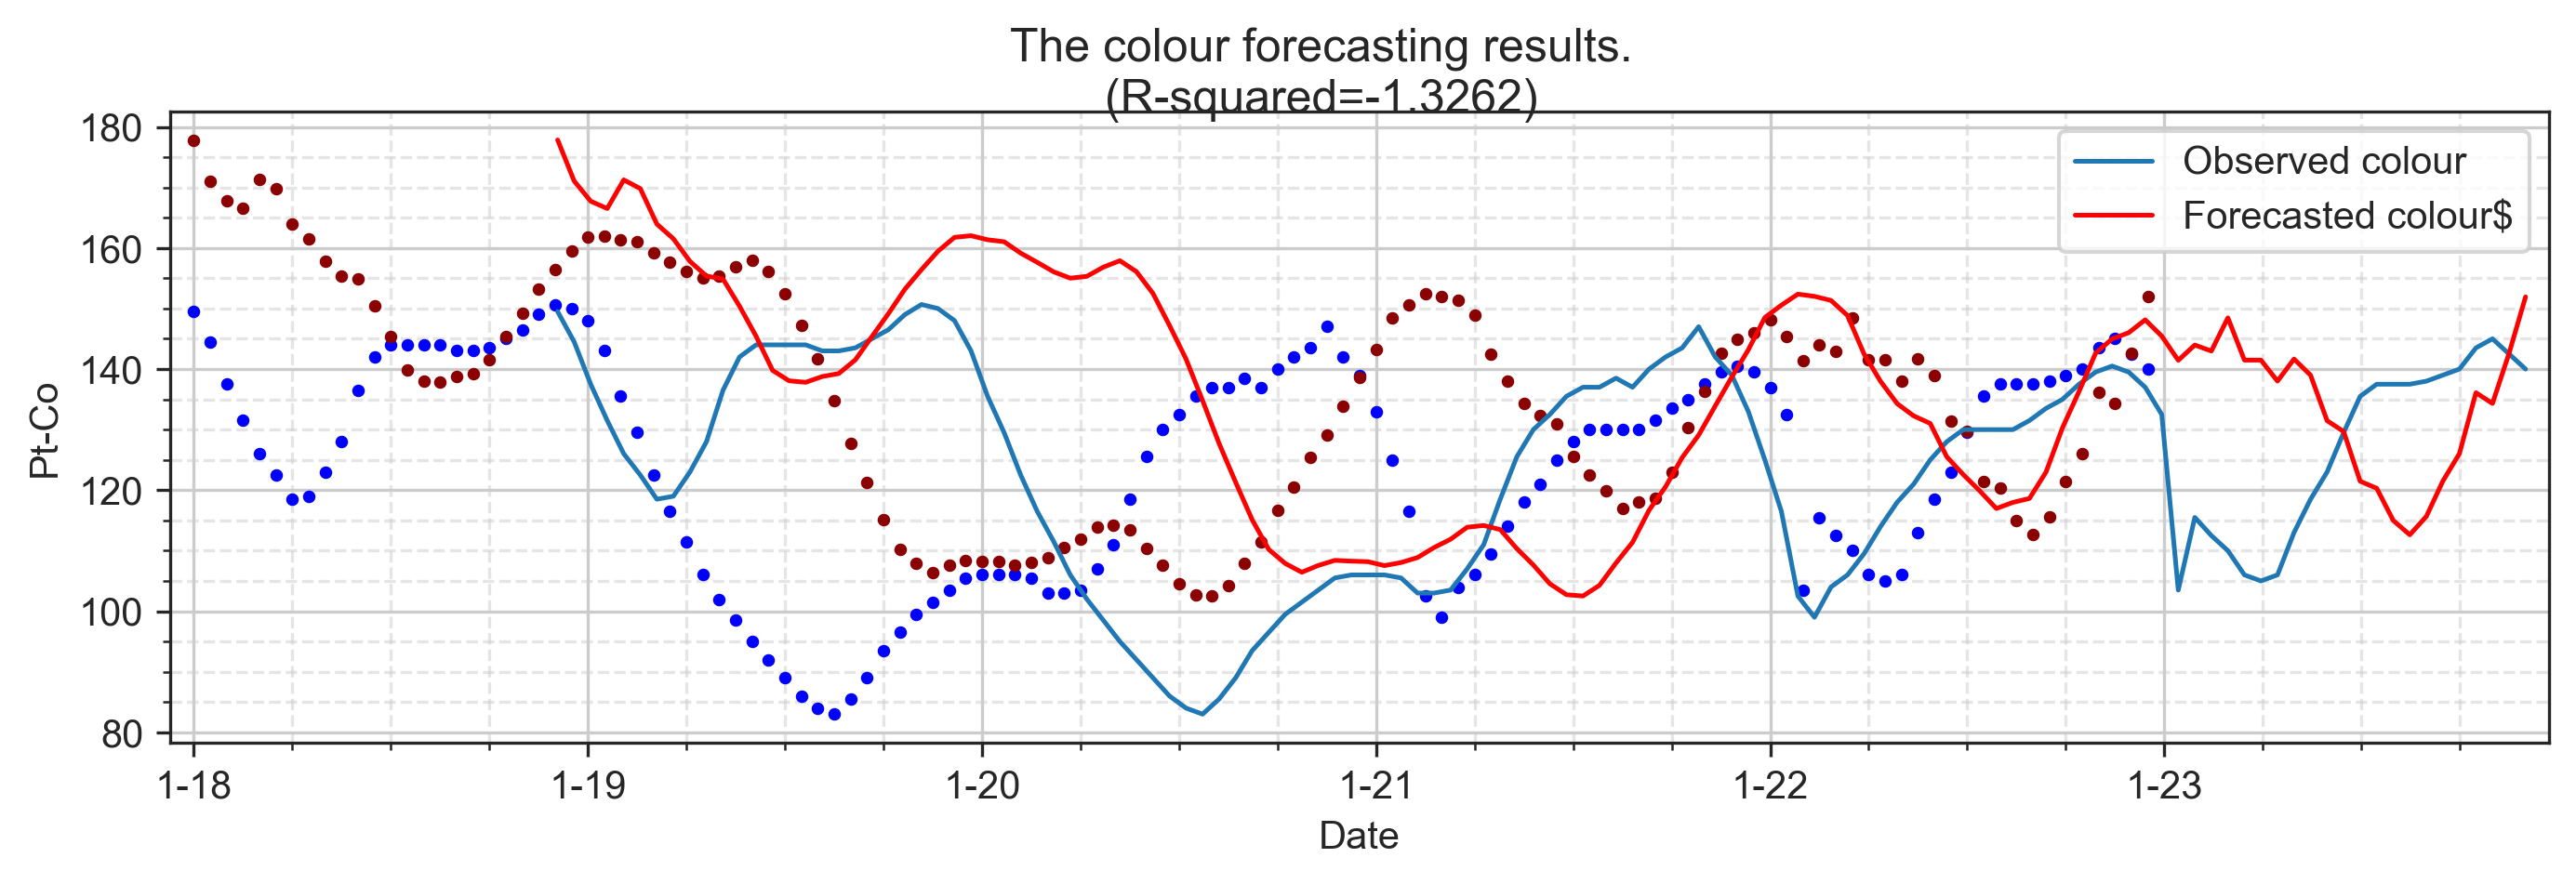 The colour forecasting results.
(R-squared=-1.3262)
180
160
140
120
100
80
Pt-Co
Observed colour
Forecasted colour$
1-18 1-19 1-20 1-21 1-22 1-23
Date